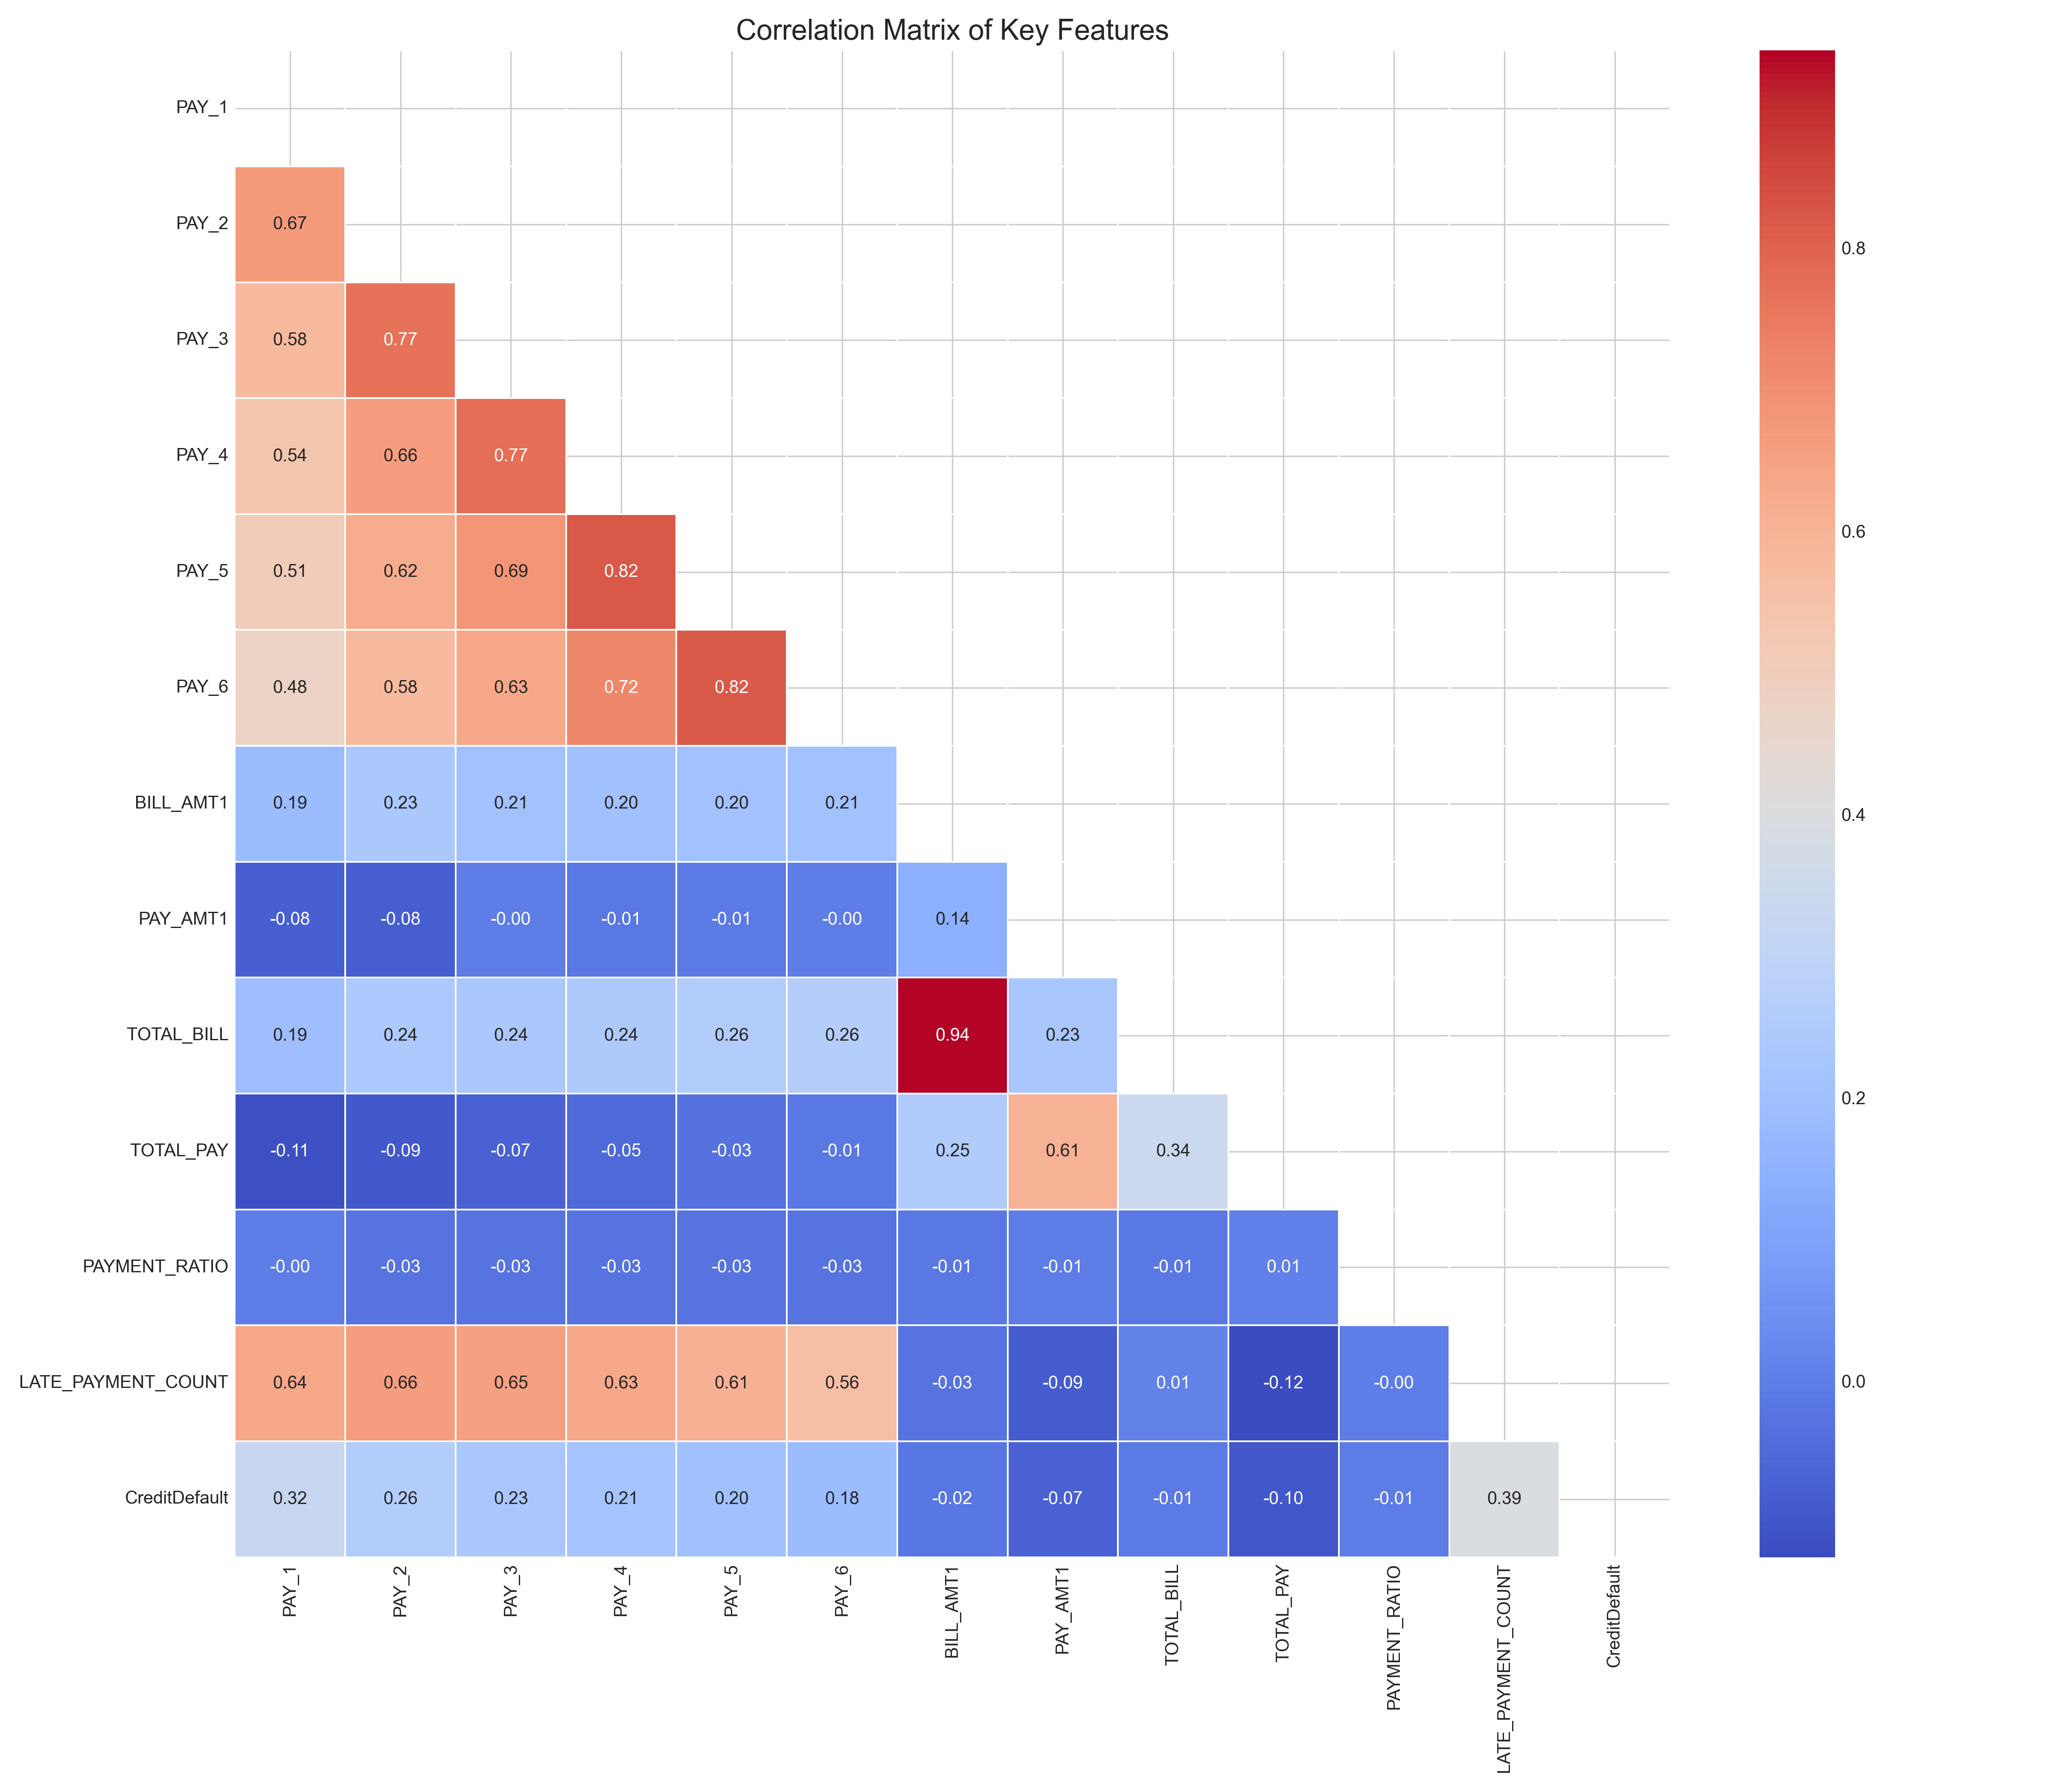 Correlation Matrix of Key Features
PAY_1
PAY_2 0.67
PAY_3 0.58 0.77
PAY_4 0.54 0.66 0.77
PAY_5 0.51 0.62 0.69 0.82
PAY_6 0.48 0.58 0.63 0.72 0.82
BILL_AMT1 0.19 0.23 0.21 0.20 0.20 0.21
PAY_AMT1 -0.08 -0.08 -0.00 -0.01 -0.01 -0.00 0.14
TOTAL_BILL 0.19 0.24 0.24 0.24 0.26 0.26 0.94 0.23
TOTAL_PAY -0.11 -0.09 -0.07 -0.05 -0.03 -0.01 0.25 0.61 0.34
PAYMENT_RATIO -0.00 -0.03 -0.03 -0.03 -0.03 -0.03 -0.01 -0.01 -0.01 0.01
LATE_PAYMENT_COUNT 0.64 0.66 0.65 0.63 0.61 0.56 -0.03 -0.09 0.01 -0.12 -0.00
CreditDefault 0.32 0.26 0.23 0.21 0.20 0.18 -0.02 -0.07 -0.01 -0.10 -0.01 0.39
PAY_1 PAY_2 PAY_3 PAY_4 PAY_5 PAY_6 BILL_AMT1 PAY_AMT1 TOTAL_BILL TOTAL_PAY PAYMENT_RATIO LATE_PAYMENT_COUNT CreditDefault
0.8
0.6
0.4
0.2
0.0